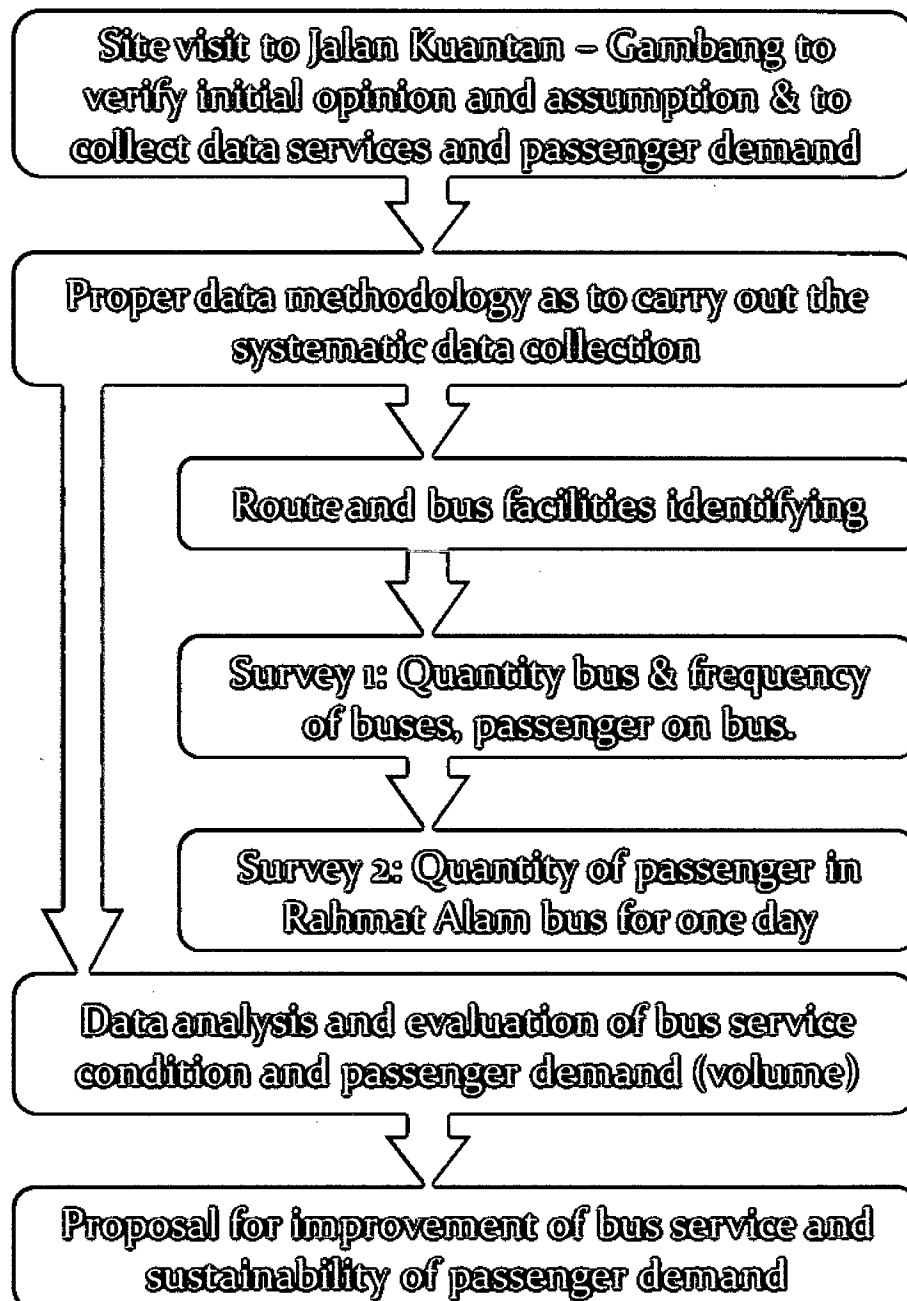 Site visit to Jalan Kuantan – Gambang to
verify initial opinion and assumption & to
collect data services and passenger demand
Proper data methodology as to carry out the
systematic data collection
Route and bus facilities identifying
Survey 1: Quantity bus & frequency
of buses, passenger on bus.
Survey 2: Quantity of passenger in
Rahmat Alam bus for one day
Data analysis and evaluation of bus service
condition and passenger demand (volume)
Proposal for improvement of bus service and
sustainability of passenger demand